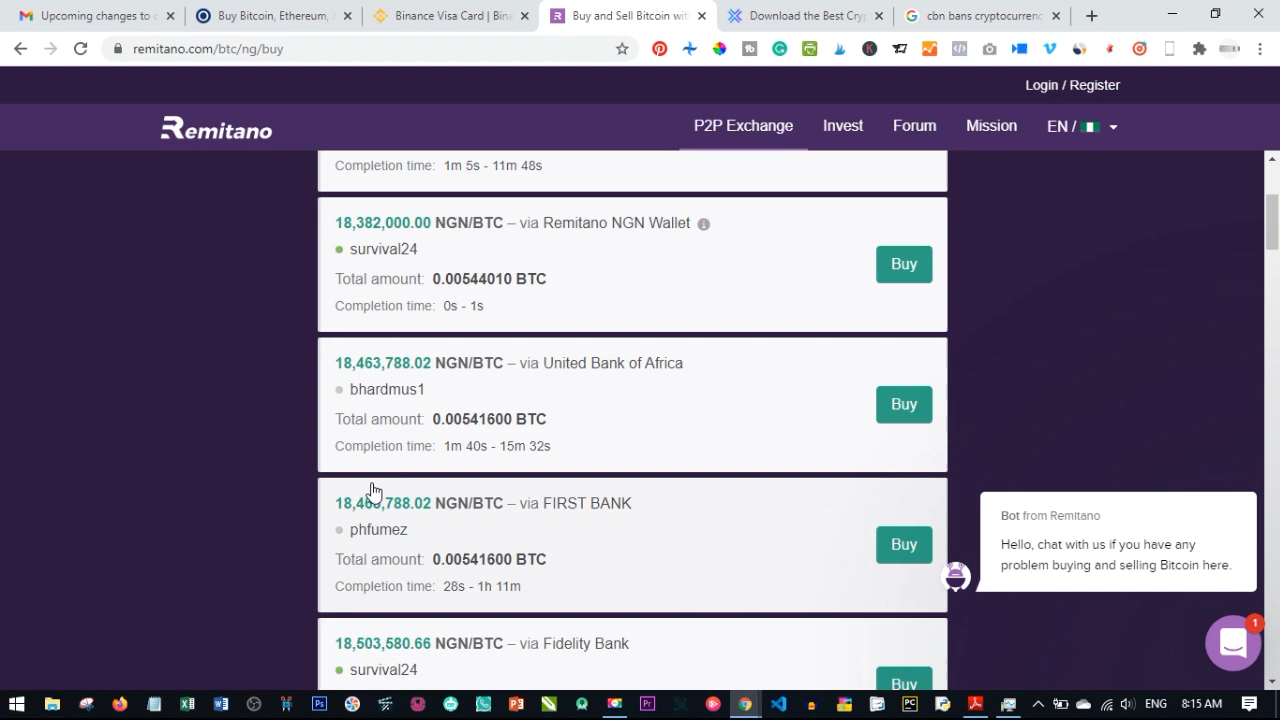 Upcoming changes to c
Buy Bitcoin, Ethereum, X
Binance Visa Card | Bina
Buy and Sell Bitcoin with
Download the Best Cryp
cbn bans cryptocurrenc
remitano.com/btc/ng/buy
Login / Register
Remitano
P2P Exchange
Invest
Forum
Mission
EN /
Completion time: 1m 5s - 11m 48s
18,382,000.00 NGN/BTC – via Remitano NGN Wallet
survival24
Total amount: 0.00544010 BTC
Completion time: 0s - 1s
Buy
18,463,788.02 NGN/BTC – via United Bank of Africa
bhardmus1
Total amount: 0.00541600 BTC
Completion time: 1m 40s - 15m 32s
Buy
18,463,788.02 NGN/BTC – via FIRST BANK
phfumez
Total amount: 0.00541600 BTC
Completion time: 28s - 1h 11m
Buy
18,503,580.66 NGN/BTC – via Fidelity Bank
survival24
Buy
Bot from Remitano
Hello, chat with us if you have any
problem buying and selling Bitcoin here.
1
ENG
8:15 AM